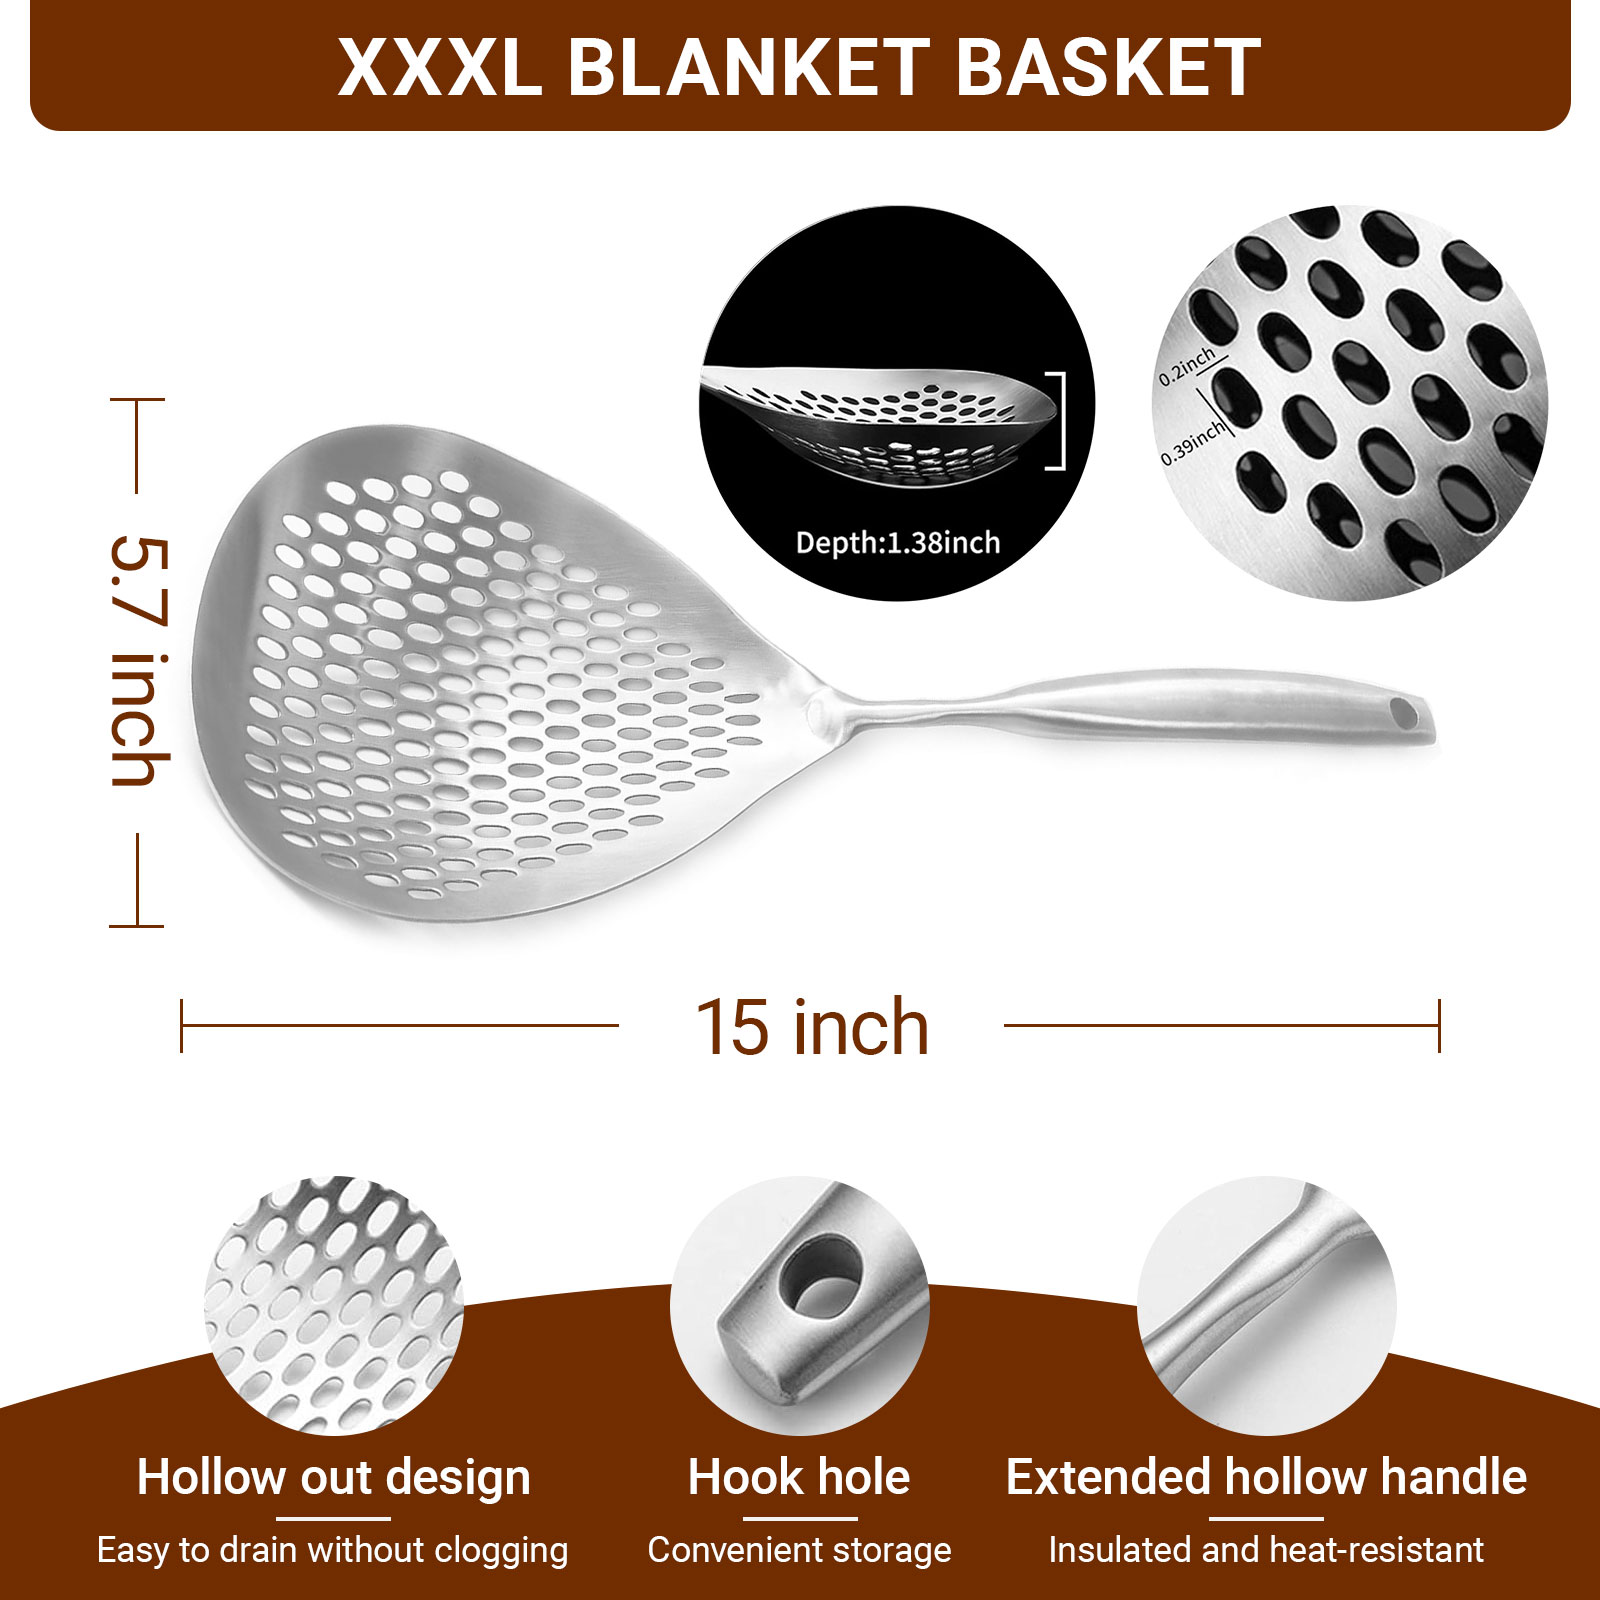 XXXL BLANKET BASKET
0.2inch
0.39inch
Depth:1.38inch
5.7 inch
15 inch
Hollow out design
Easy to drain without clogging
Hook hole
Convenient storage
Extended hollow handle
Insulated and heat-resistant